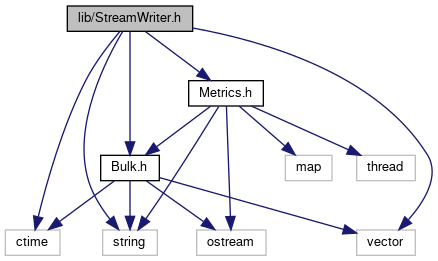 lib/StreamWriter.h
Metrics.h
Bulk.h
map
thread
ctime
string
ostream
vector